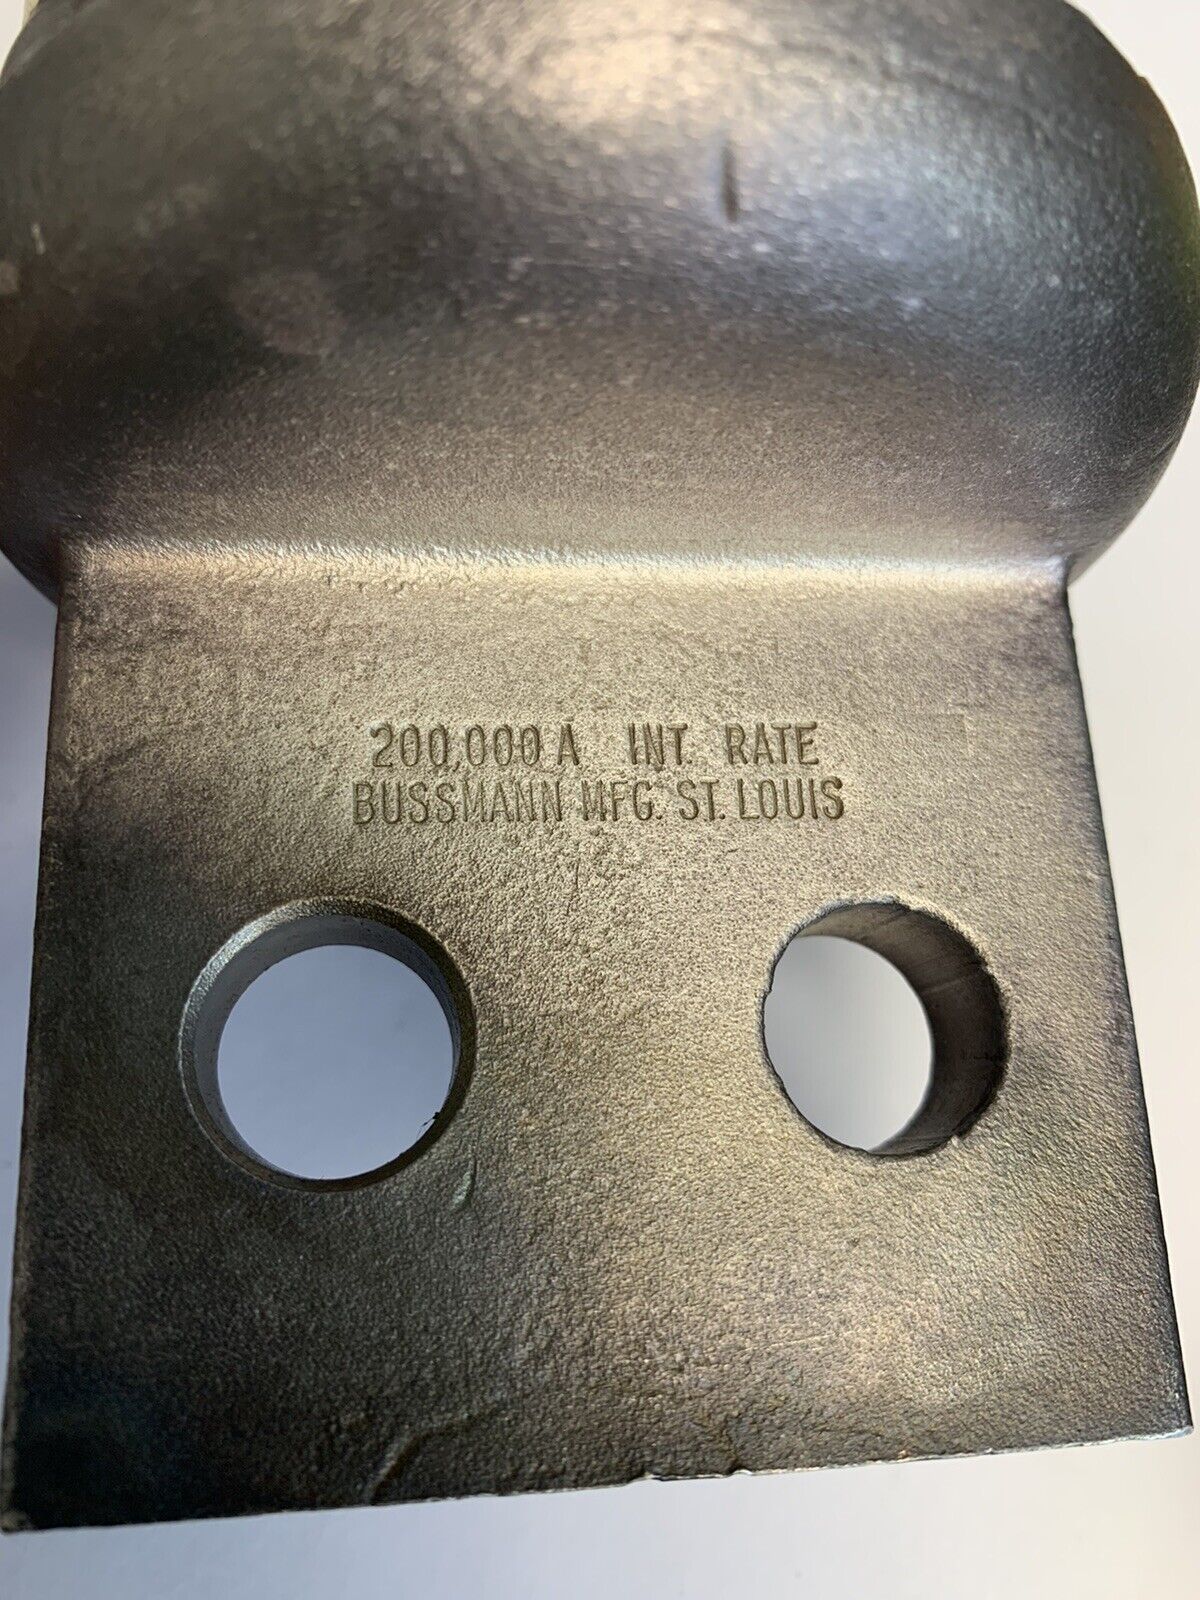 200,000 A INT. RATE
BUSSMANN MFG. ST. LOUIS